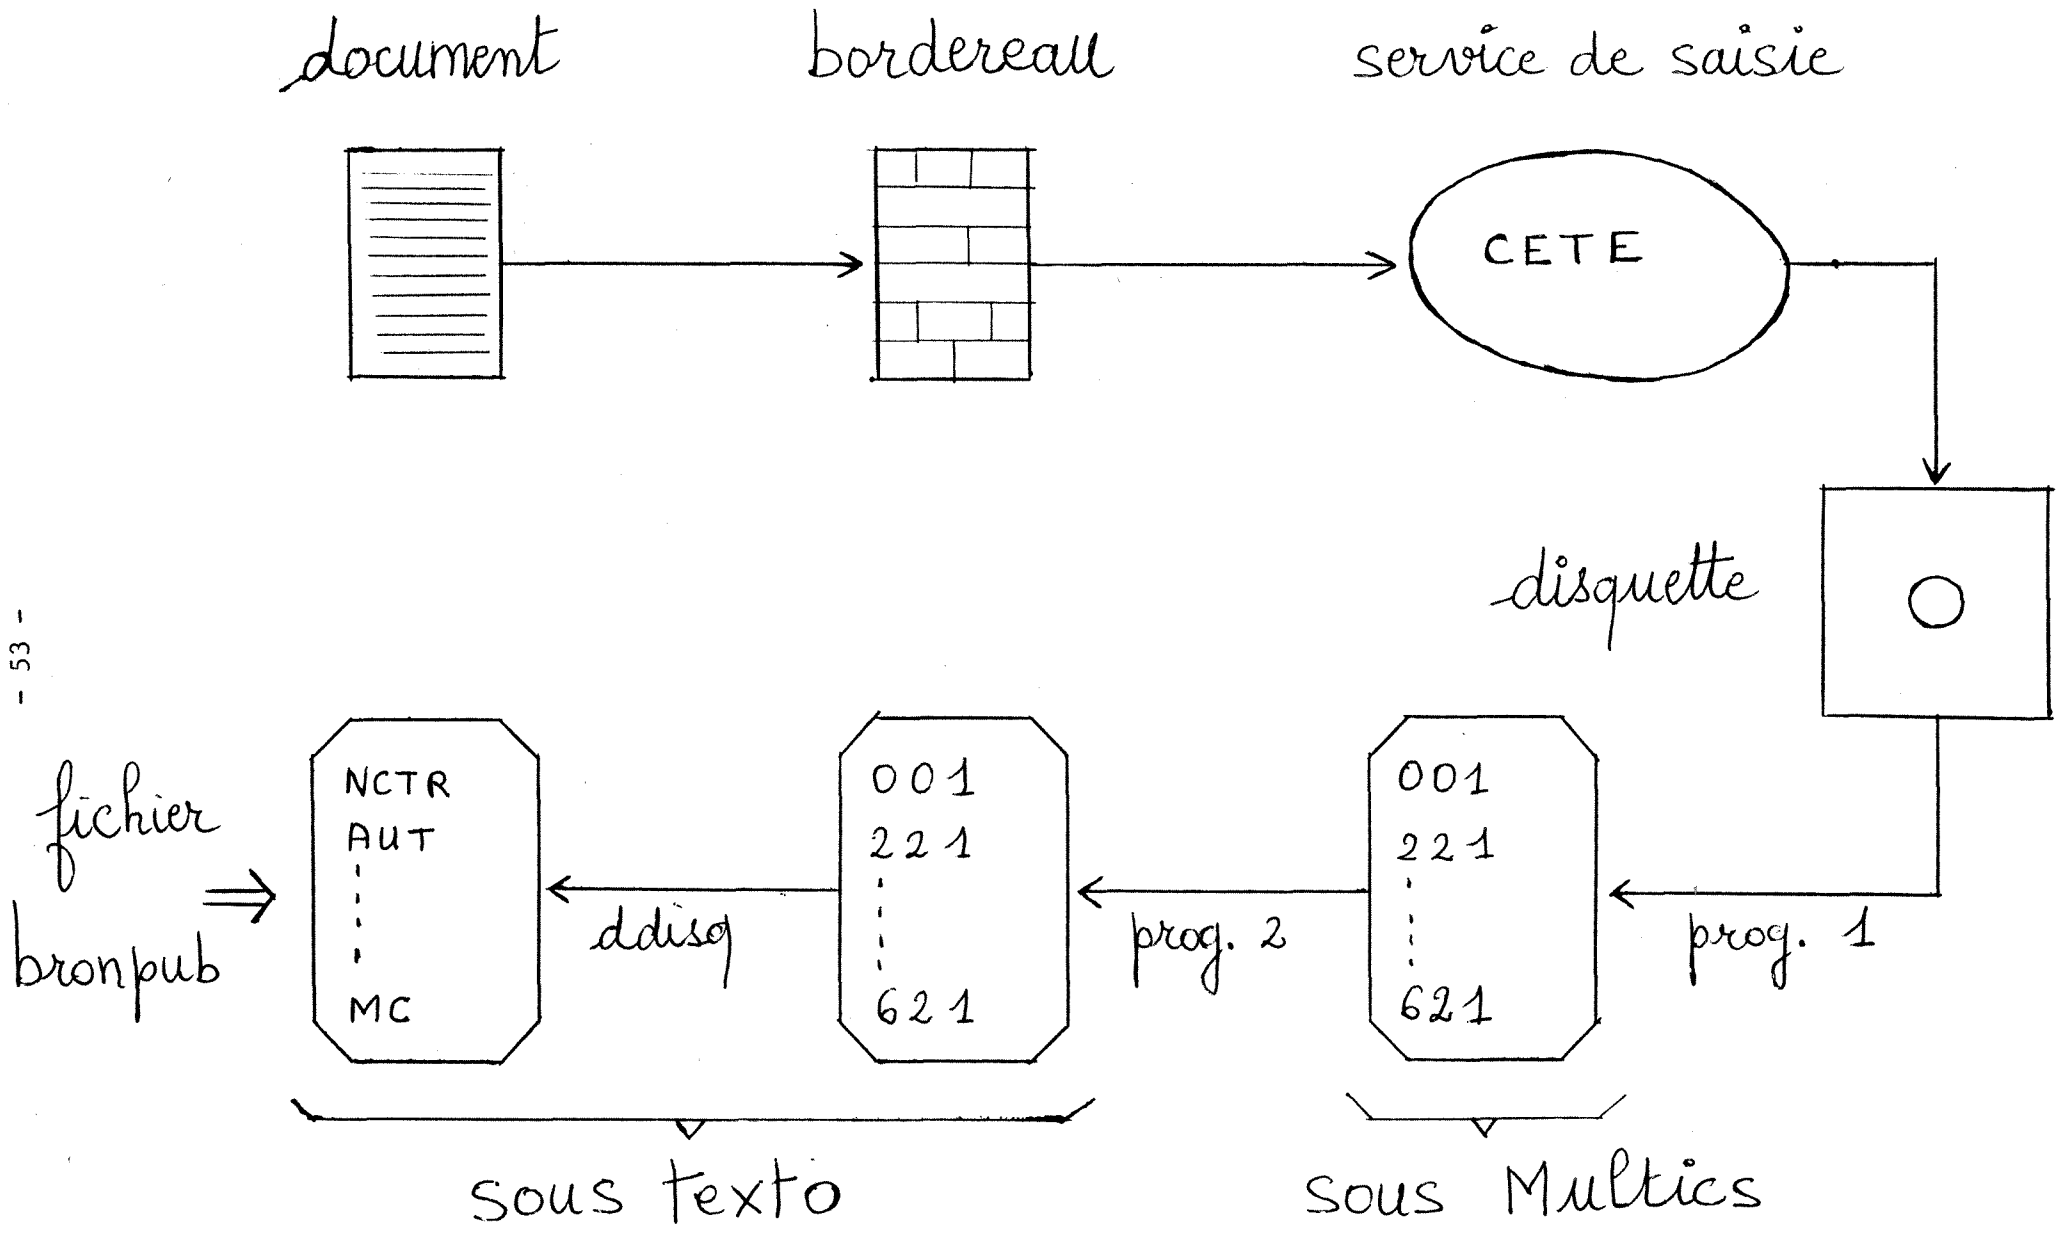 document
bordereau
service de saisie
CETE
disquette
- 53 -
fichier
bronpub
NCTR
AUT
MC
ddisq
001
221
621
prog. 2
001
221
621
prog. 1
sous texto
sous Multics